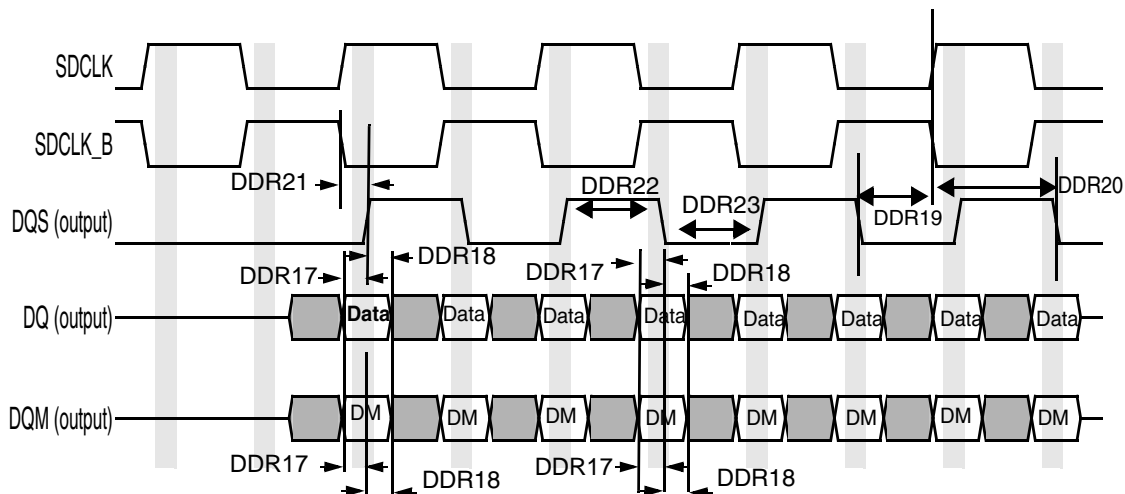 SDCLK
SDCLK_B
DDR21
DDR22
DDR20
DDR23
DDR19
DQS (output)
DDR18
DDR17
DDR17
DDR18
DQ (output)
Data Data Data Data Data Data Data Data
DQM (output)
DM DM DM DM DM DM DM DM
DDR17
DDR17
DDR18
DDR18